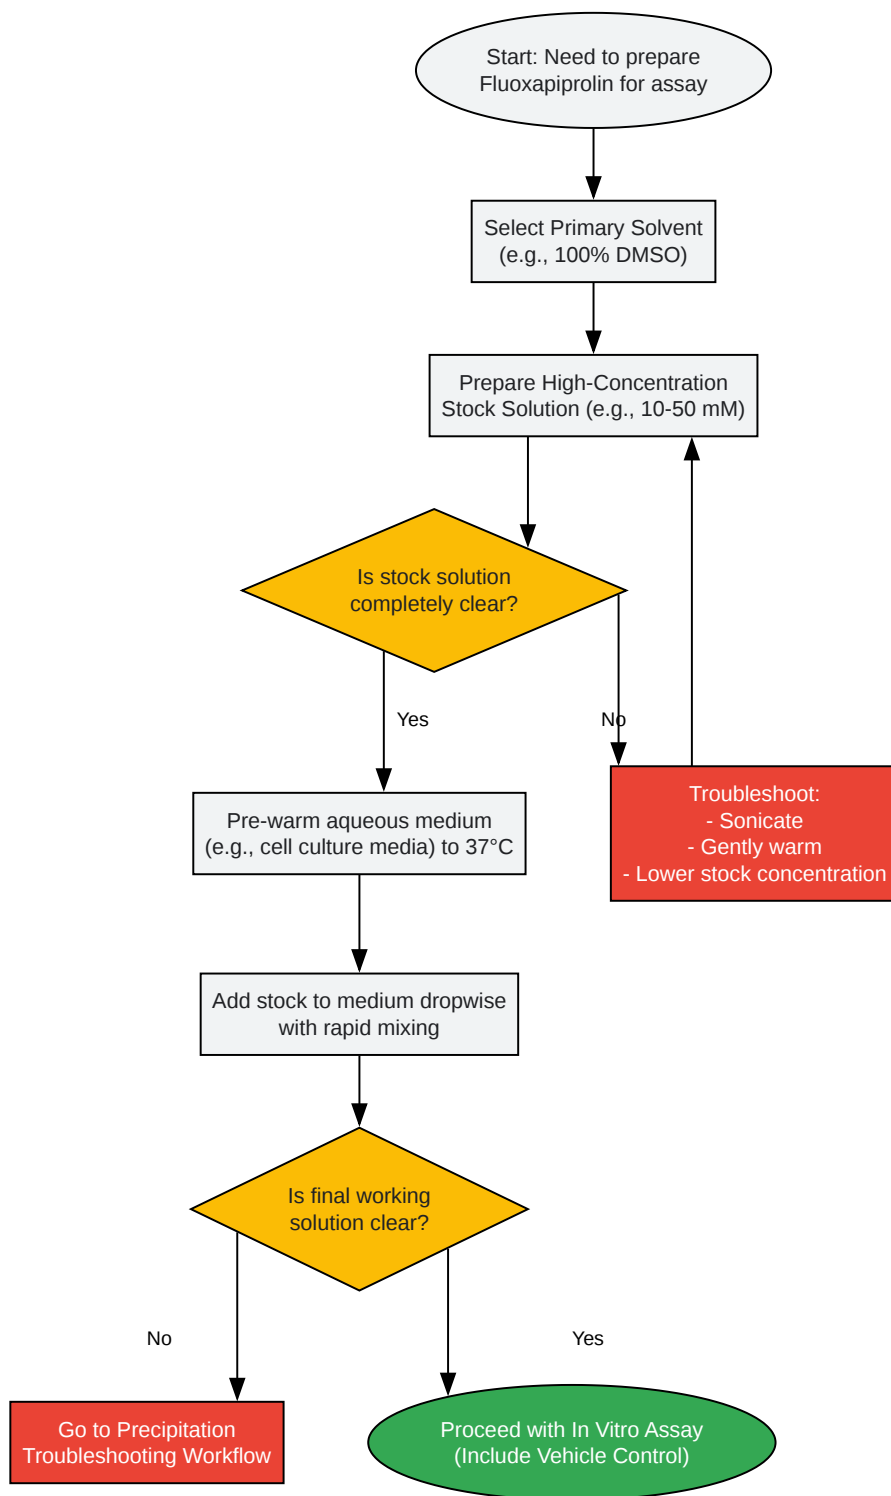 Start: Need to prepare
Fluoxapiprolin for assay
Select Primary Solvent
(e.g., 100% DMSO)
Prepare High-Concentration
Stock Solution (e.g., 10-50 mM)
Is stock solution
completely clear?
Yes
No
Pre-warm aqueous medium
(e.g., cell culture media) to 37°C
Troubleshoot:
- Sonicate
- Gently warm
- Lower stock concentration
Add stock to medium dropwise
with rapid mixing
Is final working
solution clear?
No
Yes
Go to Precipitation
Troubleshooting Workflow
Proceed with In Vitro Assay
(Include Vehicle Control)